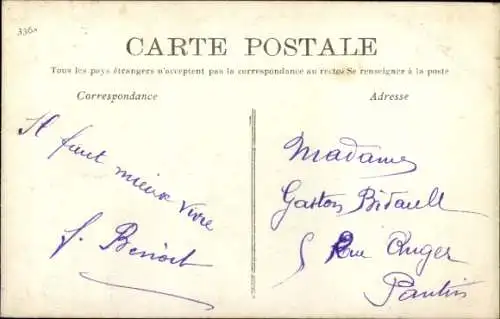 3360
CARTE POSTALE
Tous les pays étrangers n'acceptent pas la correspondance au recto: Se renseigner à la poste
Correspondance
Adresse
Il faut mieux vivre
f. Benoit
Madame
Gaston Bidault
5 Rue Auger
Pantin